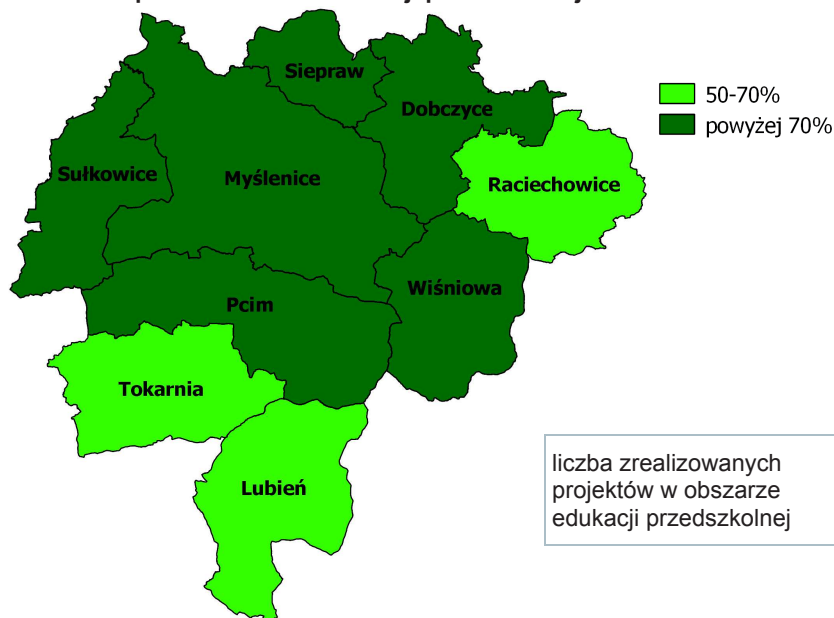 Siepraw
50-70%
Dobczyce
powyżej 70%
Sułkowice
Myślenice
Raciechowice
Wiśniowa
Pcim
Tokarnia
Lubień
liczba zrealizowanych
projektów w obszarze
edukacji przedszkolnej